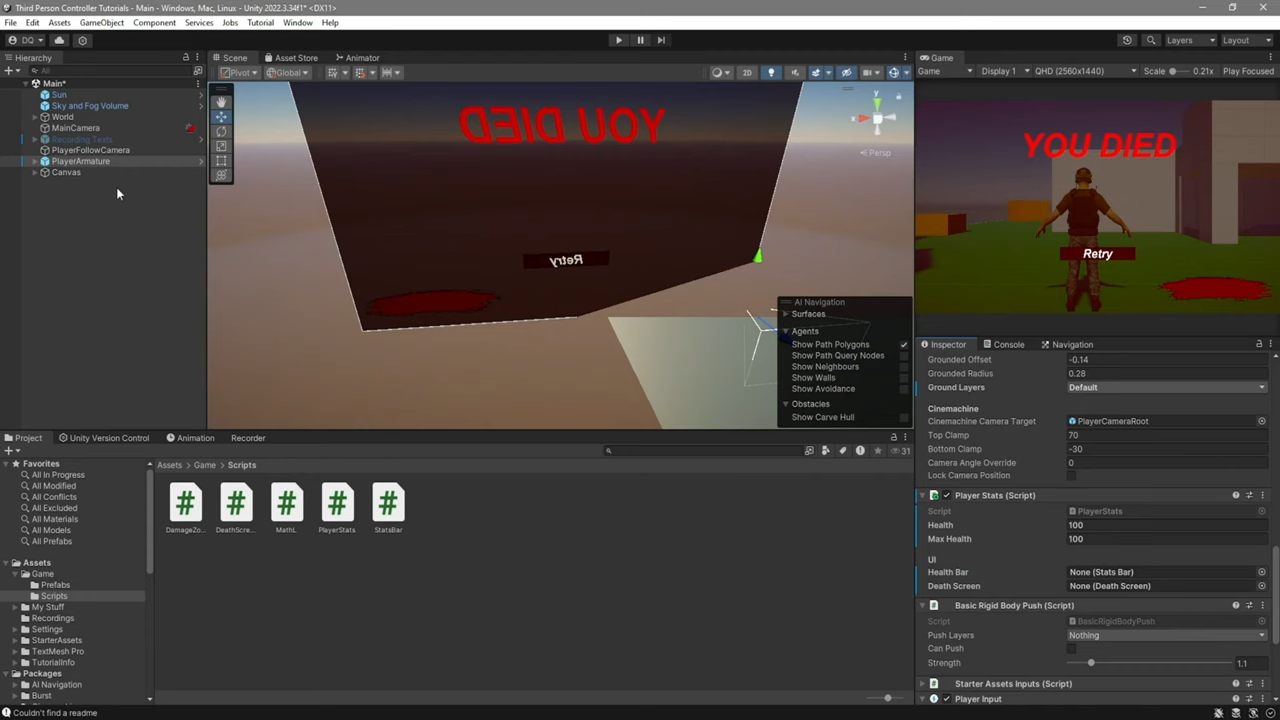 Third Person Controller Tutorials - Main - Windows, Mac, Linux - Unity 2022.3.34f1* <DX11>
File Edit Assets GameObject Component Services Jobs Tutorial Window Help
DQ
Layers Layout
Hierarchy
All
Main*
Sun
Sky and Fog Volume
World
MainCamera
Recording Tests
PlayerFollowCamera
PlayerArmature
Canvas
Scene Asset Store Animator
Pivot Global 2D
YOU DIED
Retry
y
x
Persp
AI Navigation
Surfaces
Agents
Show Path Polygons
Show Path Query Nodes
Show Neighbours
Show Walls
Show Avoidance
Obstacles
Show Carve Hull
Game
Game Display 1 QHD (2560x1440) Scale 0.21x Play Focused
YOU DIED
Retry
Inspector Console Navigation
Grounded Offset -0.14
Grounded Radius 0.28
Ground Layers Default
Cinemachine
Cinemachine Camera Target PlayerCameraRoot
Top Clamp 70
Bottom Clamp -30
Camera Angle Override 0
Lock Camera Position
Player Stats (Script)
Script PlayerStats
Health 100
Max Health 100
UI
Health Bar None (Stats Bar)
Death Screen None (Death Screen)
Basic Rigid Body Push (Script)
Script BasicRigidBodyPush
Push Layers Nothing
Can Push
Strength 1.1
Starter Assets Inputs (Script)
Player Input
Project Unity Version Control Animation Recorder
31
Favorites
All In Progress
All Modified
All Conflicts
All Excluded
All Materials
All Models
All Prefabs
Assets
Game
Prefabs
Scripts
My Stuff
Recordings
Settings
StarterAssets
TextMesh Pro
TutorialInfo
Packages
AI Navigation
Burst
Assets > Game > Scripts
DamageZo... DeathScre... MathL PlayerStats StatsBar
Couldn't find a readme